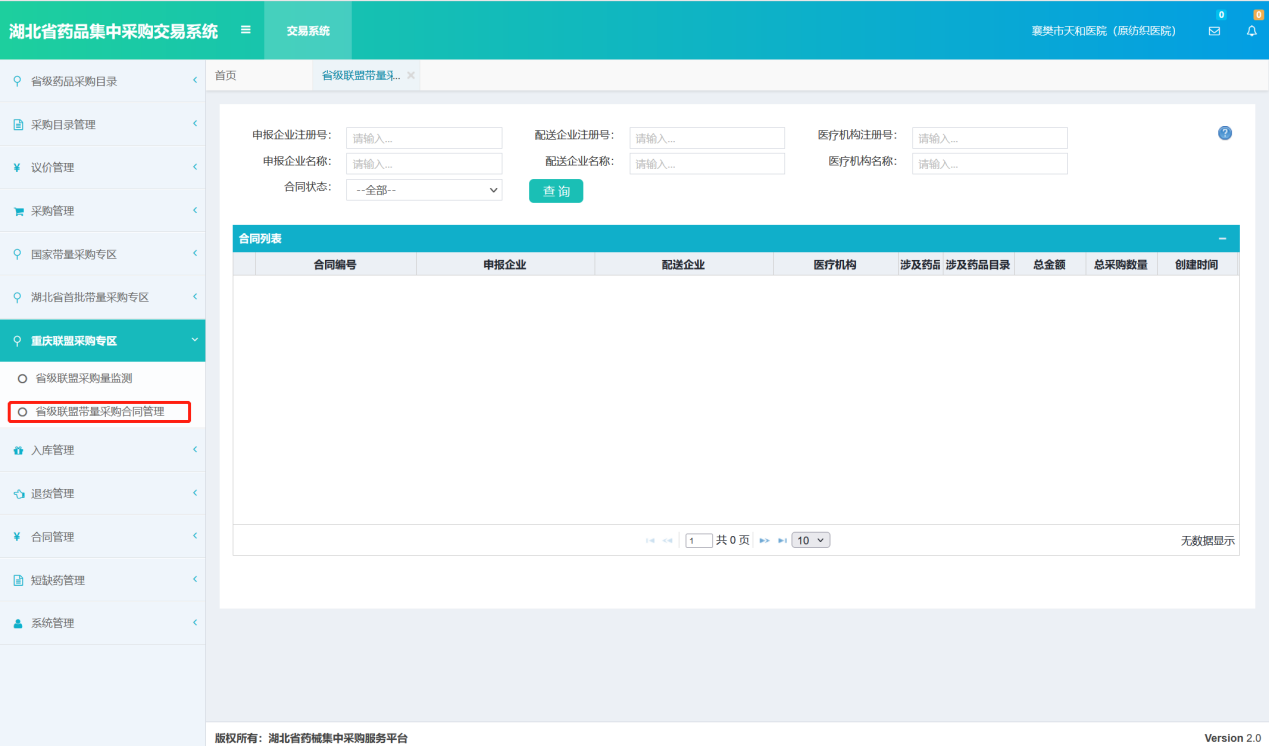 湖北省药品集中采购交易系统
交易系统
襄樊市天和医院（原纺织医院）
0
0
省级药品采购目录
采购目录管理
议价管理
采购管理
国家带量采购专区
湖北省首批带量采购专区
重庆联盟采购专区
省级联盟采购量监测
省级联盟带量采购合同管理
入库管理
退货管理
合同管理
短缺药管理
系统管理
首页
省级联盟带量采...
申报企业注册号： 请输入... 配送企业注册号： 请输入... 医疗机构注册号： 请输入...
申报企业名称： 请输入... 配送企业名称： 请输入... 医疗机构名称： 请输入...
合同状态： --全部-- 查 询
合同列表
合同编号 申报企业 配送企业 医疗机构 涉及药品 涉及药品目录 总金额 总采购数量 创建时间
1 共 0 页 10 无数据显示
版权所有：湖北省药械集中采购服务平台 Version 2.0